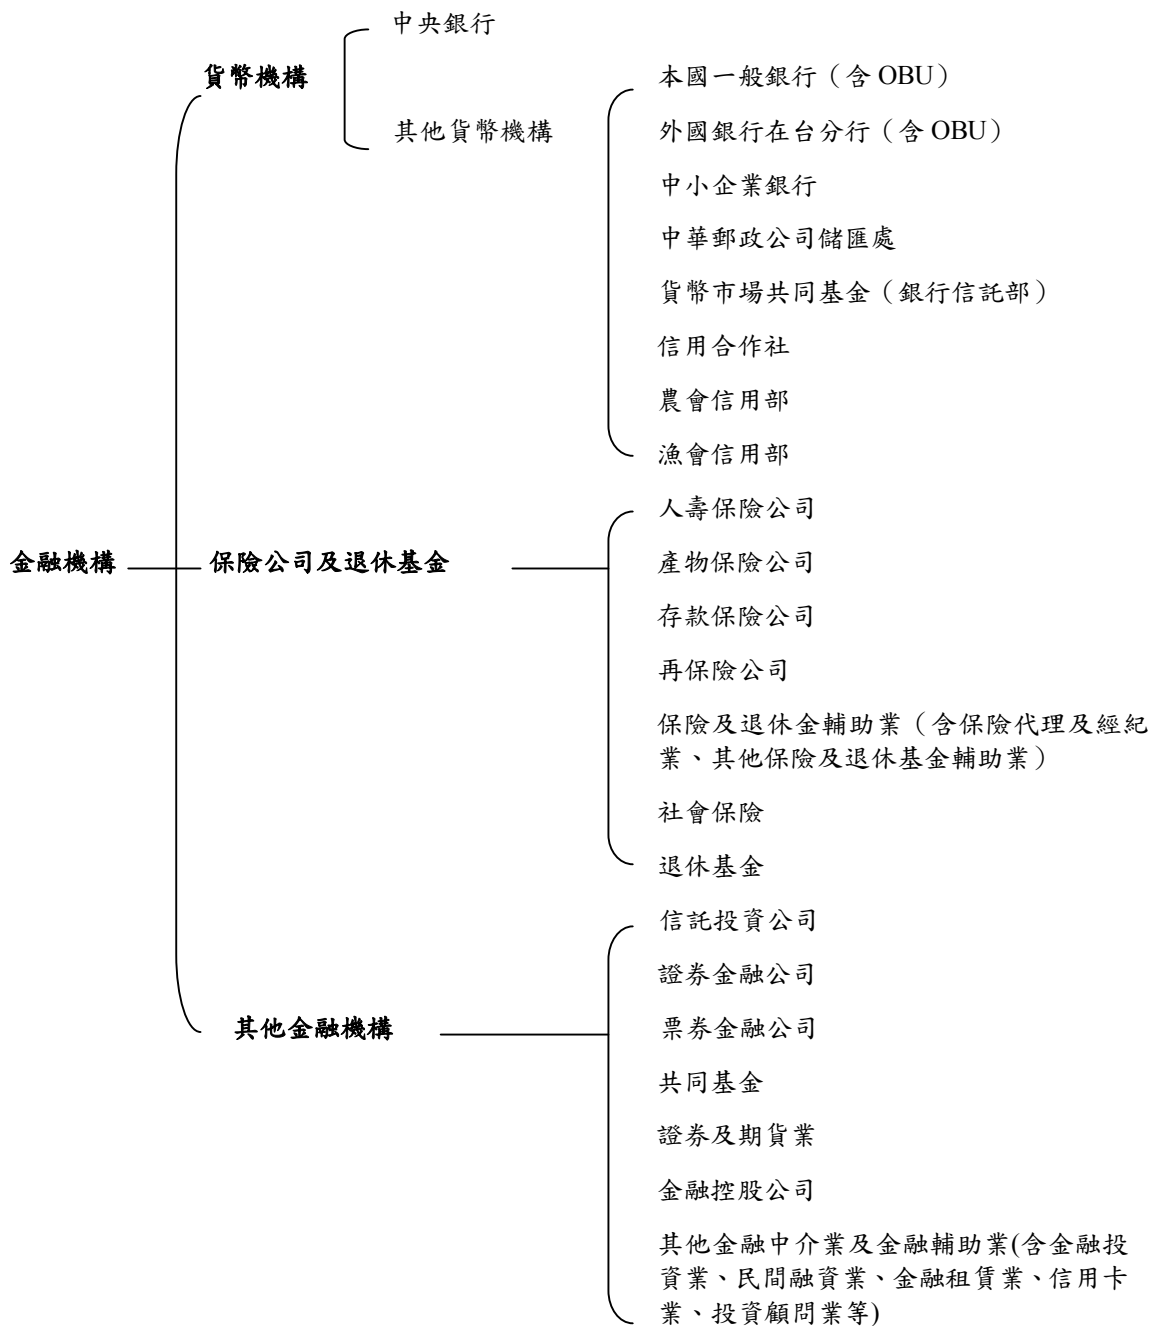 中央銀行
貨幣機構
本國一般銀行（含 OBU）
其他貨幣機構
外國銀行在台分行（含 OBU）
中小企業銀行
中華郵政公司儲匯處
貨幣市場共同基金（銀行信託部）
信用合作社
農會信用部
漁會信用部
人壽保險公司
金融機構
保險公司及退休基金
產物保險公司
存款保險公司
再保險公司
保險及退休金輔助業（含保險代理及經紀
業、其他保險及退休基金輔助業）
社會保險
退休基金
信託投資公司
證券金融公司
其他金融機構
票券金融公司
共同基金
證券及期貨業
金融控股公司
其他金融中介業及金融輔助業(含金融投
資業、民間融資業、金融租賃業、信用卡
業、投資顧問業等)